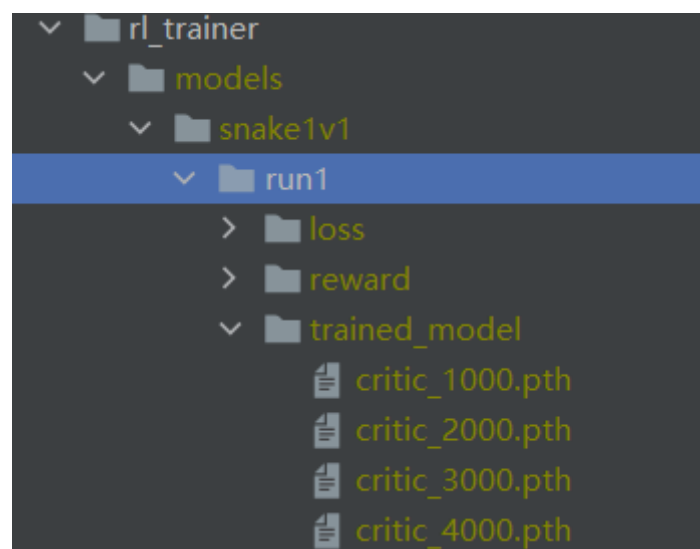 rl_trainer
models
snake1v1
run1
loss
reward
trained_model
critic_1000.pth
critic_2000.pth
critic_3000.pth
critic_4000.pth